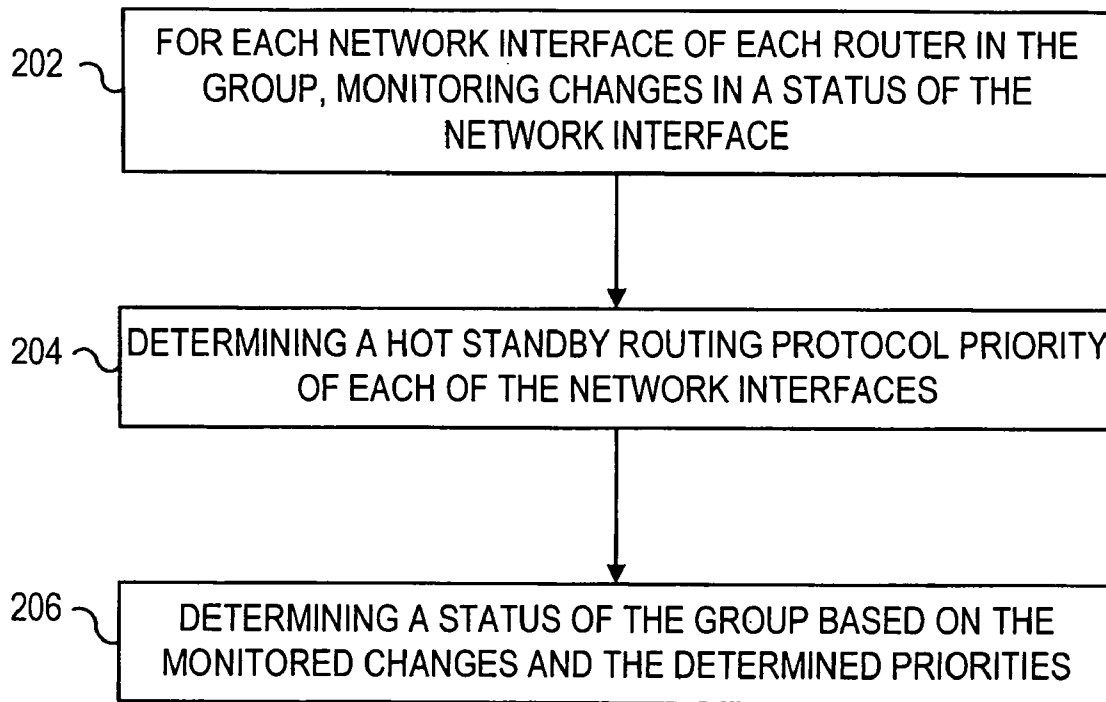 202
FOR EACH NETWORK INTERFACE OF EACH ROUTER IN THE
GROUP, MONITORING CHANGES IN A STATUS OF THE
NETWORK INTERFACE
204
DETERMINING A HOT STANDBY ROUTING PROTOCOL PRIORITY
OF EACH OF THE NETWORK INTERFACES
206
DETERMINING A STATUS OF THE GROUP BASED ON THE
MONITORED CHANGES AND THE DETERMINED PRIORITIES